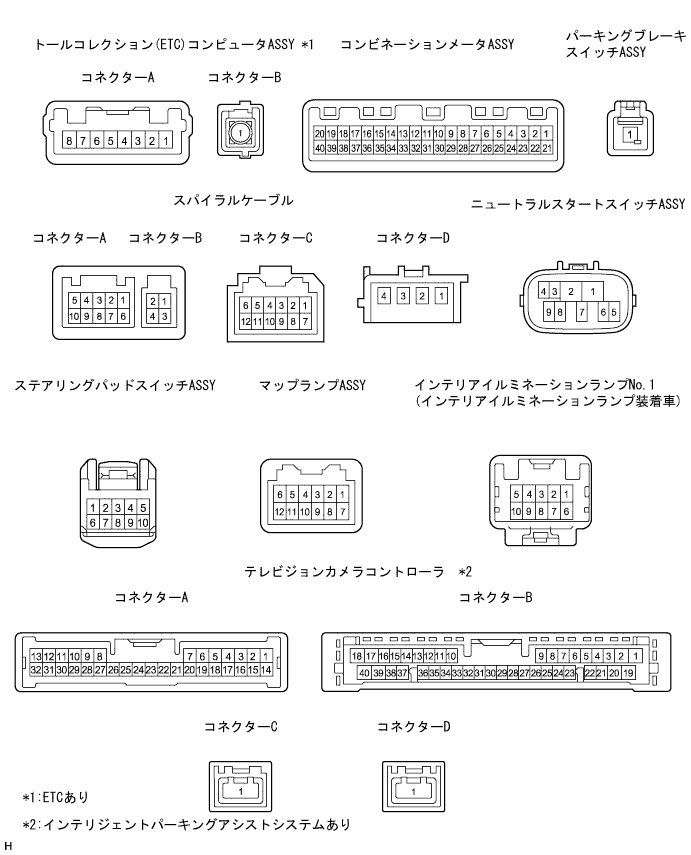 トールコレクション(ETC)コンピュータASSY *1
コンビネーションメータASSY
パーキングブレーキ
スイッチASSY
コネクターA
コネクターB
8 7 6 5 4 3 2 1
1
20 19 18 17 16 15 14 13 12 11 10 9 8 7 6 5 4 3 2 1
40 39 38 37 36 35 34 33 32 31 30 29 28 27 26 25 24 23 22 21
1
スパイラルケーブル
ニュートラルスタートスイッチASSY
コネクターA
コネクターB
コネクターC
コネクターD
5 4 3 2 1
10 9 8 7 6
2 1
4 3
6 5 4 3 2 1
12 11 10 9 8 7
4 3 2 1
4 3 2 1
9 8 7 6 5
ステアリングパッドスイッチASSY
マップランプASSY
インテリアイルミネーションランプNo.1
(インテリアイルミネーションランプ装着車)
1 2 3 4 5
6 7 8 9 10
6 5 4 3 2 1
12 11 10 9 8 7
5 4 3 2 1
10 9 8 7 6
テレビジョンカメラコントローラ *2
コネクターA
コネクターB
13 12 11 10 9 8 7 6 5 4 3 2 1
32 31 30 29 28 27 26 25 24 23 22 21 20 19 18 17 16 15 14
18 17 16 15 14 13 12 11 10 9 8 7 6 5 4 3 2 1
40 39 38 37 36 35 34 33 32 31 30 29 28 27 26 25 24 23 22 21 20 19
コネクターC
コネクターD
1
1
*1:ETCあり
*2:インテリジェントパーキングアシストシステムあり
H